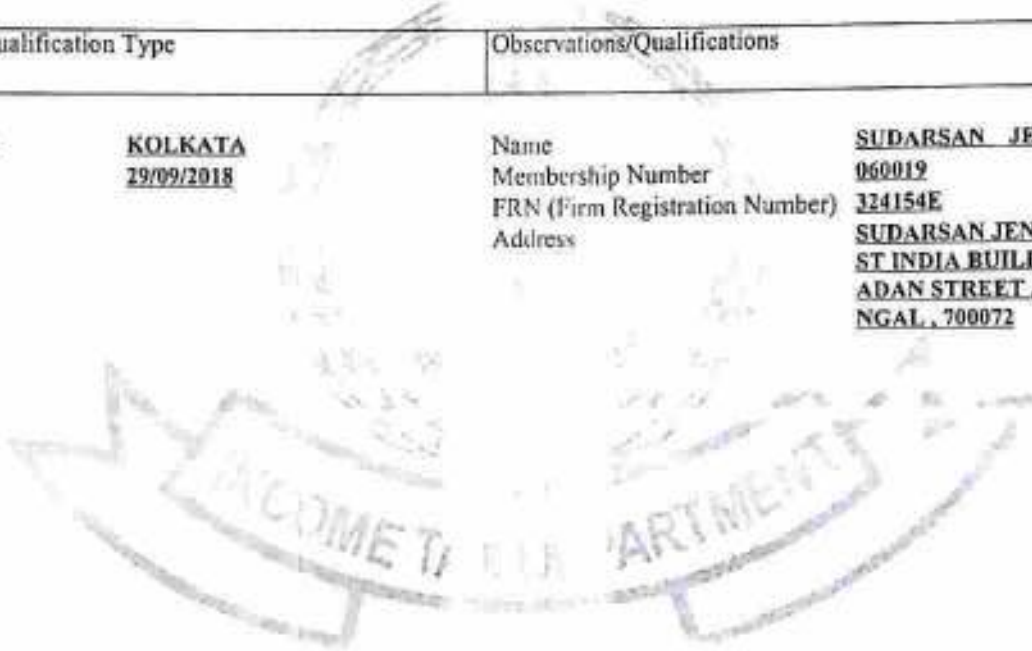 ualification Type Observations/Qualifications
KOLKATA Name SUDARSAN JE
29/09/2018 Membership Number 060019
FRN (Firm Registration Number) 324154E
Address SUDARSAN JEN
ST INDIA BUIL
ADAN STREET
NGAL , 700072
INCOME TA PARTMENT